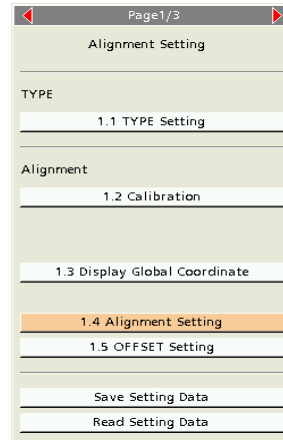 Page1/3
Alignment Setting
TYPE
1.1 TYPE Setting
Alignment
1.2 Calibration
1.3 Display Global Coordinate
1.4 Alignment Setting
1.5 OFFSET Setting
Save Setting Data
Read Setting Data